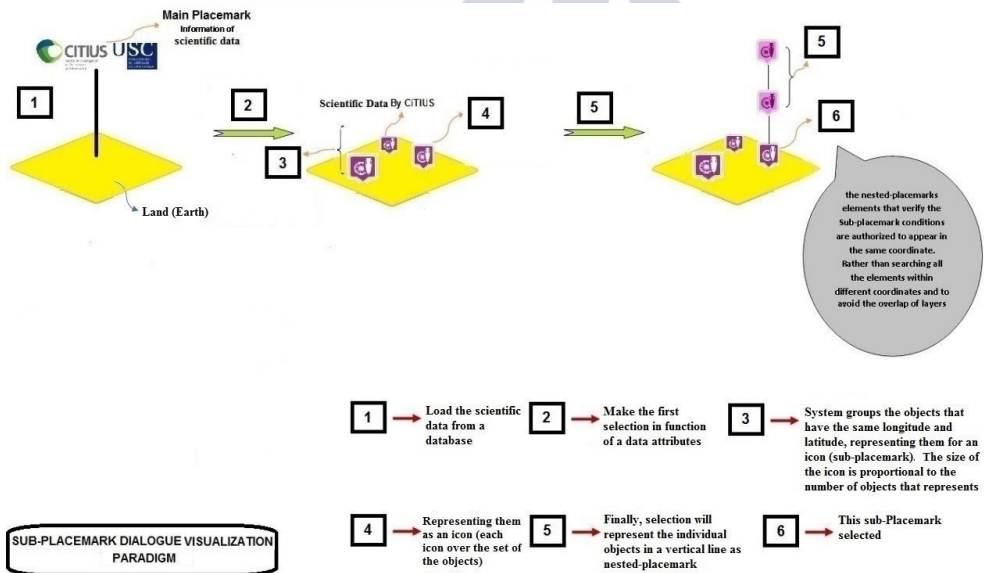 Main Placemark
Information of
scientific data
CITIUS USC
1
Land (Earth)
2
Scientific Data By CiTIUS
3
4
5
5
6
the nested-placemarks
elements that verify the
Sub-placemark conditions
are authorized to appear in
the same coordinate.
Rather than searching all
the elements within
different coordinates and to
avoid the overlap of layers
1
Load the scientific
data from a
database
2
Make the first
selection in function
of a data attributes
3
System groups the objects that
have the same longitude and
latitude, representing them for an
icon (sub-placemark). The size of
the icon is proportional to the
number of objects that represents
4
Representing them
as an icon (each
icon over the set of
the objects)
5
Finally, selection will
represent the individual
objects in a vertical line as
nested-placemark
6
This sub-Placemark
selected
SUB-PLACEMARK DIALOGUE VISUALIZATION
PARADIGM